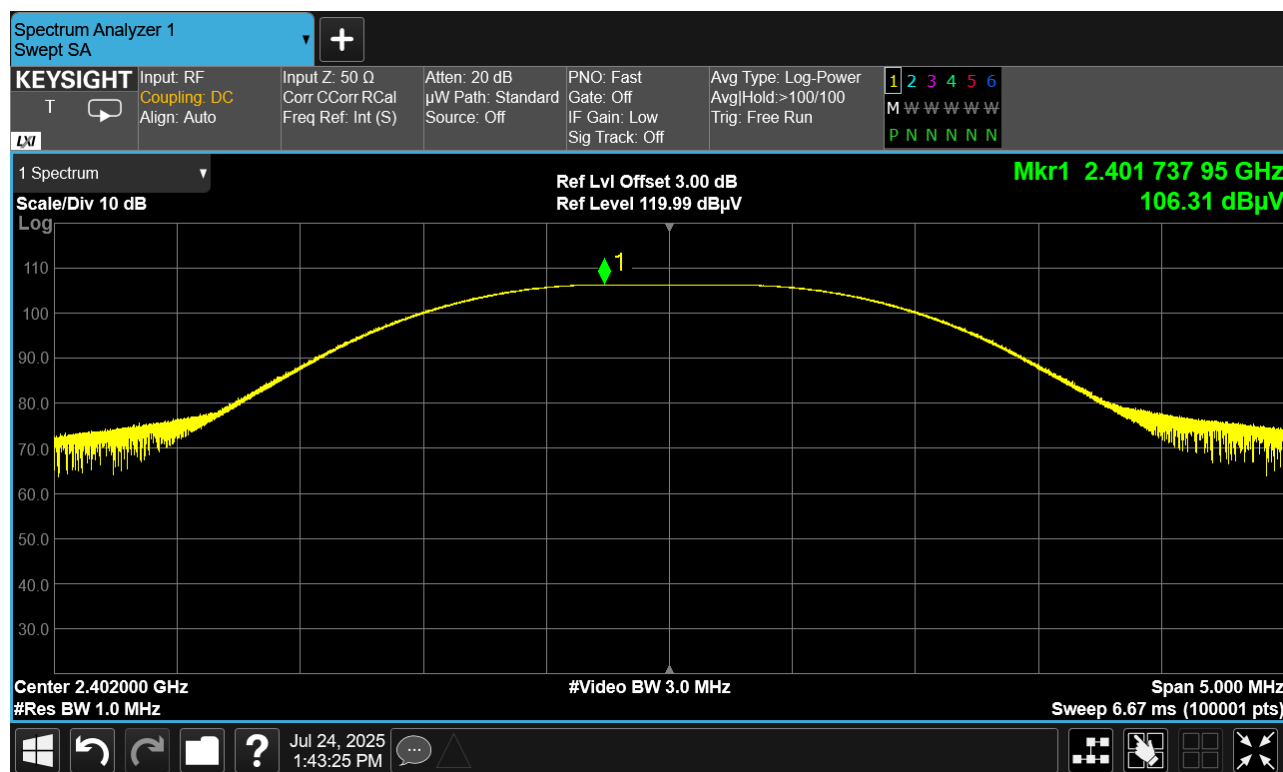 Spectrum Analyzer 1
Swept SA
KEYSIGHT
T
LXI
Input: RF
Coupling: DC
Align: Auto
Input Z: 50 Ω
Corr CCorr RCal
Freq Ref: Int (S)
Atten: 20 dB
µW Path: Standard
Source: Off
PNO: Fast
Gate: Off
IF Gain: Low
Sig Track: Off
Avg Type: Log-Power
Avg|Hold:>100/100
Trig: Free Run
1 2 3 4 5 6
M W W W W W
P N N N N N
1 Spectrum
Scale/Div 10 dB
Log
Ref Lvl Offset 3.00 dB
Ref Level 119.99 dBµV
Mkr1 2.401 737 95 GHz
106.31 dBµV
1
110
100
90.0
80.0
70.0
60.0
50.0
40.0
30.0
Center 2.402000 GHz
#Res BW 1.0 MHz
#Video BW 3.0 MHz
Span 5.000 MHz
Sweep 6.67 ms (100001 pts)
?
Jul 24, 2025
1:43:25 PM